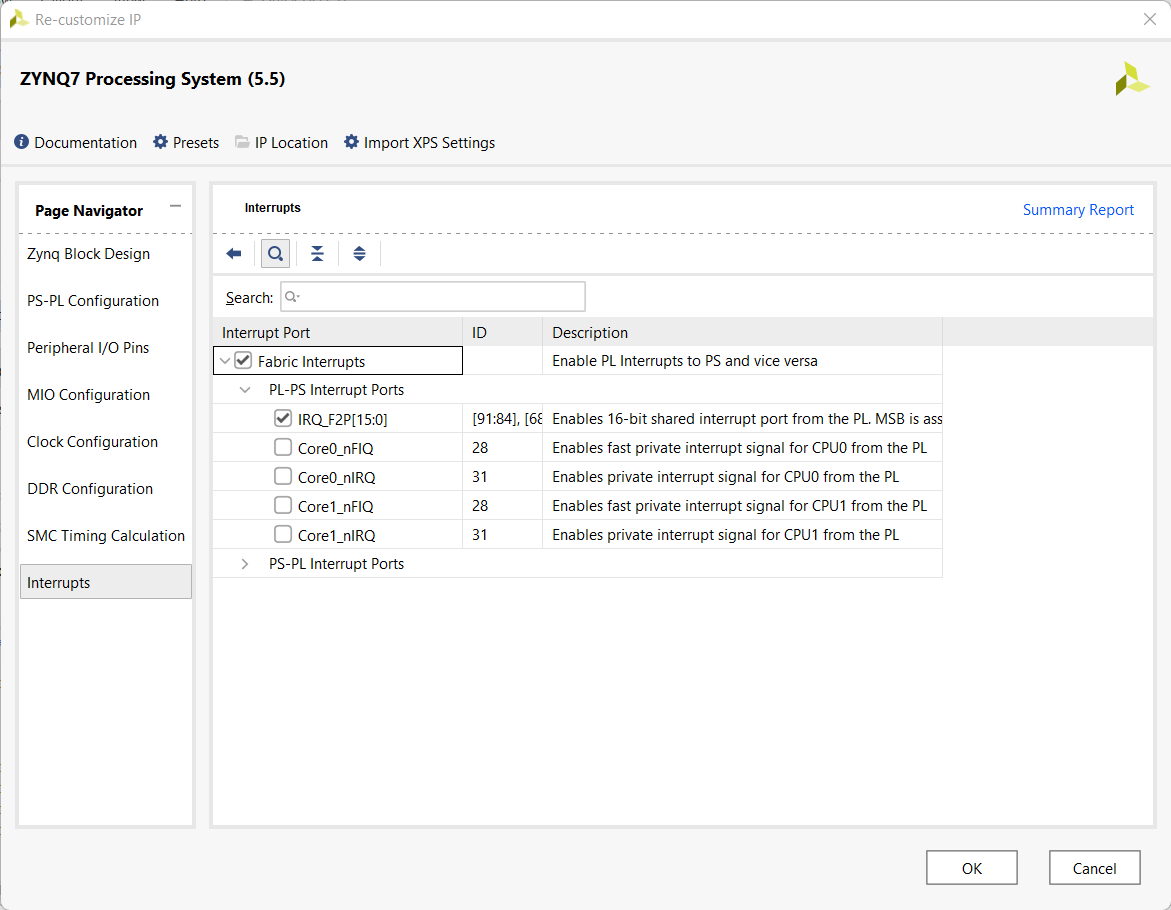 Re-customize IP
ZYNQ7 Processing System (5.5)
Documentation Presets IP Location Import XPS Settings
Page Navigator
Zynq Block Design
PS-PL Configuration
Peripheral I/O Pins
MIO Configuration
Clock Configuration
DDR Configuration
SMC Timing Calculation
Interrupts
Interrupts Summary Report
Search:
Interrupt Port ID Description
Fabric Interrupts Enable PL Interrupts to PS and vice versa
PL-PS Interrupt Ports
IRQ_F2P[15:0] [91:84], [68 Enables 16-bit shared interrupt port from the PL. MSB is ass
Core0_nFIQ 28 Enables fast private interrupt signal for CPU0 from the PL
Core0_nIRQ 31 Enables private interrupt signal for CPU0 from the PL
Core1_nFIQ 28 Enables fast private interrupt signal for CPU1 from the PL
Core1_nIRQ 31 Enables private interrupt signal for CPU1 from the PL
PS-PL Interrupt Ports
OK Cancel